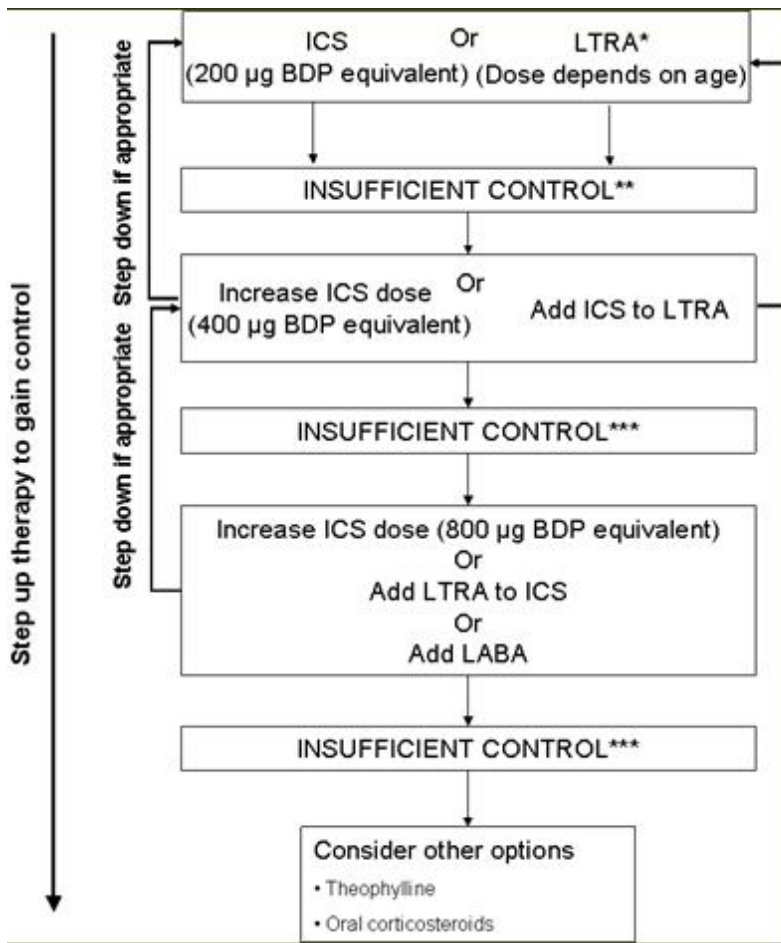 ICS Or LTRA*
(200 µg BDP equivalent) (Dose depends on age)
INSUFFICIENT CONTROL**
Increase ICS dose Or Add ICS to LTRA
(400 µg BDP equivalent)
INSUFFICIENT CONTROL***
Increase ICS dose (800 µg BDP equivalent)
Or
Add LTRA to ICS
Or
Add LABA
INSUFFICIENT CONTROL***
Consider other options
• Theophylline
• Oral corticosteroids
Step down if appropriate
Step down if appropriate
Step up therapy to gain control